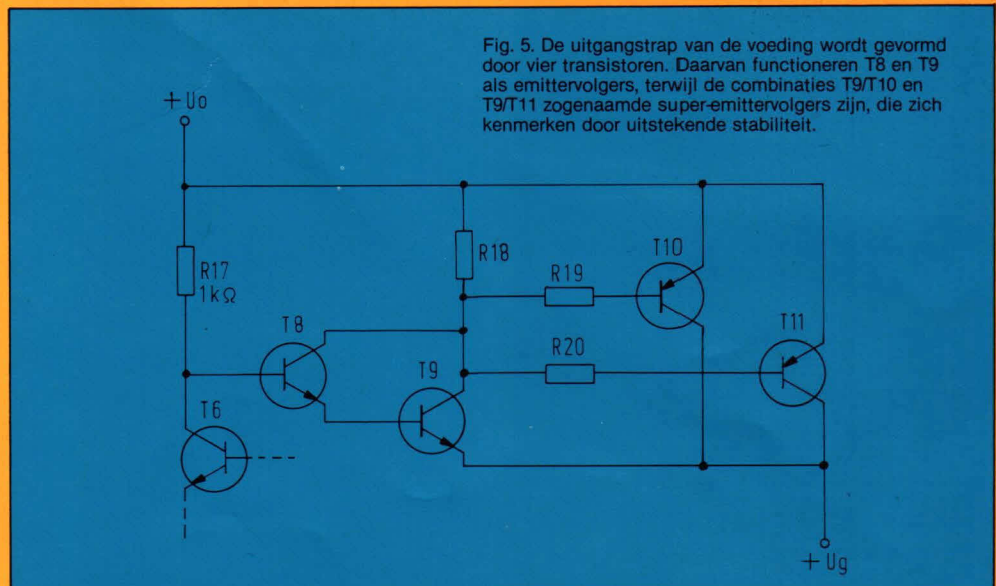 Fig. 5. De uitgangstrap van de voeding wordt gevormd
door vier transistoren. Daarvan functioneren T8 en T9
als emittervolgers, terwijl de combinaties T9/T10 en
T9/T11 zogenaamde super-emittervolgers zijn, die zich
kenmerken door uitstekende stabiliteit.
+ Uo
R17
1kΩ
R18
T10
R19
T8
T11
R20
T9
T6
+ Ug